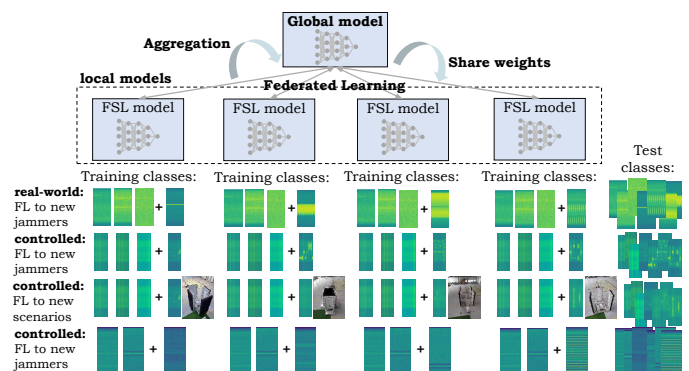 Global model
Aggregation
Share weights
local models
Federated Learning
FSL model
FSL model
FSL model
FSL model
Training classes:
Training classes:
Training classes:
Training classes:
Test
classes:
real-world:
FL to new
jammers
+
+
+
+
controlled:
FL to new
jammers
+
+
+
+
controlled:
FL to new
scenarios
+
+
+
+
controlled:
FL to new
jammers
+
+
+
+